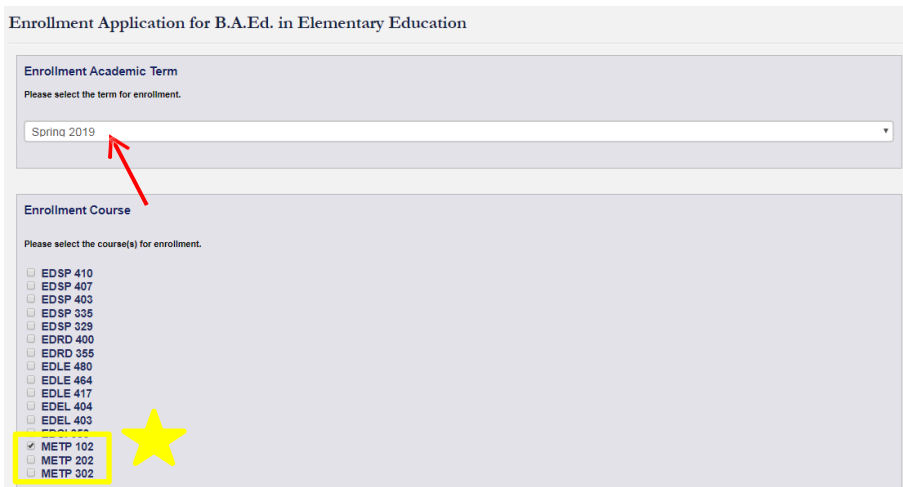 Enrollment Application for B.A.Ed. in Elementary Education
Enrollment Academic Term
Please select the term for enrollment.
Spring 2019
Enrollment Course
Please select the course(s) for enrollment.
EDSP 410
EDSP 407
EDSP 403
EDSP 335
EDSP 329
EDRD 400
EDRD 355
EDLE 480
EDLE 464
EDLE 417
EDEL 404
EDEL 403
METP 102
METP 202
METP 302